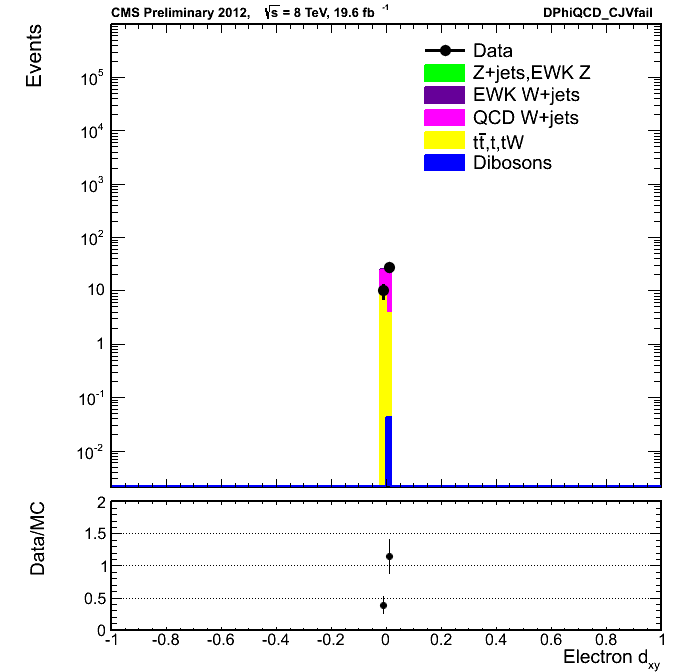 CMS Preliminary 2012, √s = 8 TeV, 19.6 fb⁻¹ DPhiQCD_CJVfail
Events
10⁵
10⁴
10³
10²
10
1
10⁻¹
10⁻²
Data
Z+jets,EWK Z
EWK W+jets
QCD W+jets
tt̅,t,tW
Dibosons
Data/MC
2
1.5
1
0.5
0
-1 -0.8 -0.6 -0.4 -0.2 0 0.2 0.4 0.6 0.8 1
Electron d_xy